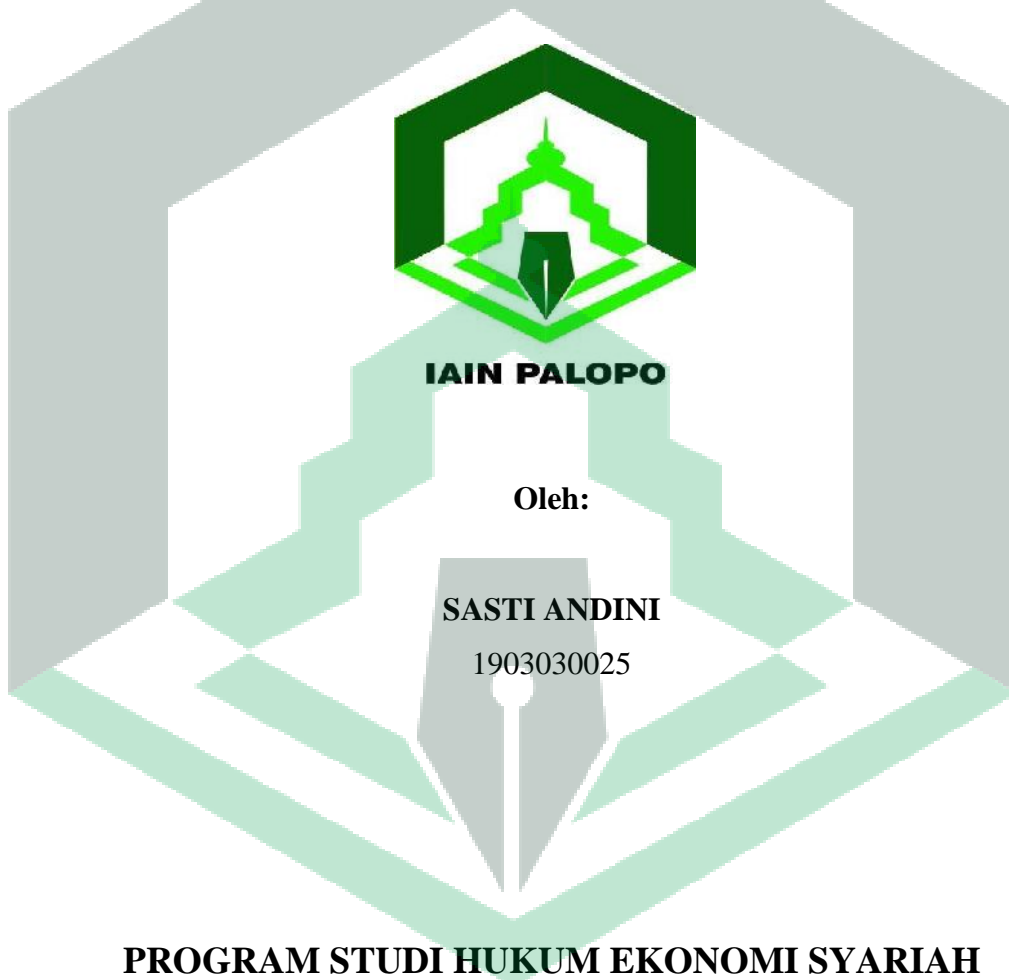 IAIN PALOPO
Oleh:
SASTI ANDINI
1903030025
PROGRAM STUDI HUKUM EKONOMI SYARIAH